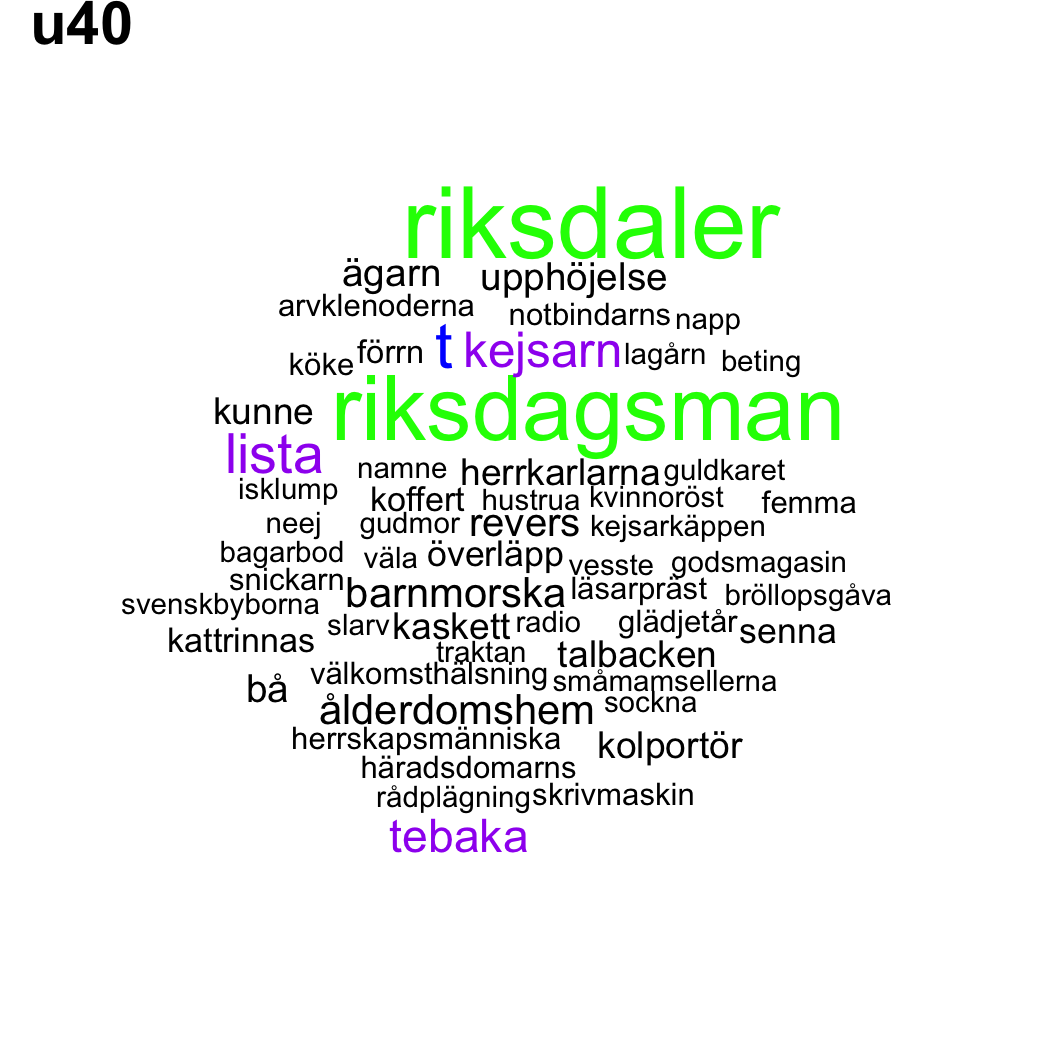 u40
riksdaler
ägarn upphöjelse
arvklenoderna notbindarns napp
köke förrn t kejsarn lagårn beting
kunne riksdagsman
lista namne herrkarlarna guldkaret
isklump koffert hustrua kvinnoröst femma
neej gudmor revers kejsarkäppen
bagarbod väla överläpp vesste godsmagasin
snickarn barnmorska läsarpräst bröllopsgåva
svenskbyborna slarv kaskett radio glädjetår senna
kattrinnas traktan talbacken
bå välkomsthälsning småmamsellerna
ålderdomshem sockna
herrskapsmänniska kolportör
häradsdomarns
rådplägning skrivmaskin
tebaka